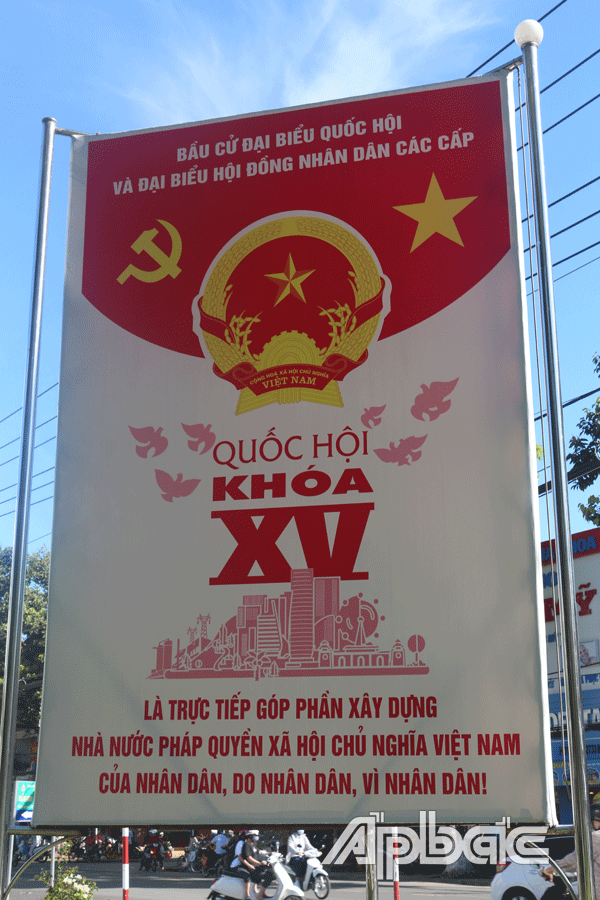 BẦU CỬ ĐẠI BIỂU QUỐC HỘI
VÀ ĐẠI BIỂU HỘI ĐỒNG NHÂN DÂN CÁC CẤP
CỘNG HÒA XÃ HỘI CHỦ NGHĨA
VIỆT NAM
QUỐC HỘI
KHÓA
XV
LÀ TRỰC TIẾP GÓP PHẦN XÂY DỰNG
NHÀ NƯỚC PHÁP QUYỀN XÃ HỘI CHỦ NGHĨA VIỆT NAM
CỦA NHÂN DÂN, DO NHÂN DÂN, VÌ NHÂN DÂN!
Apbac